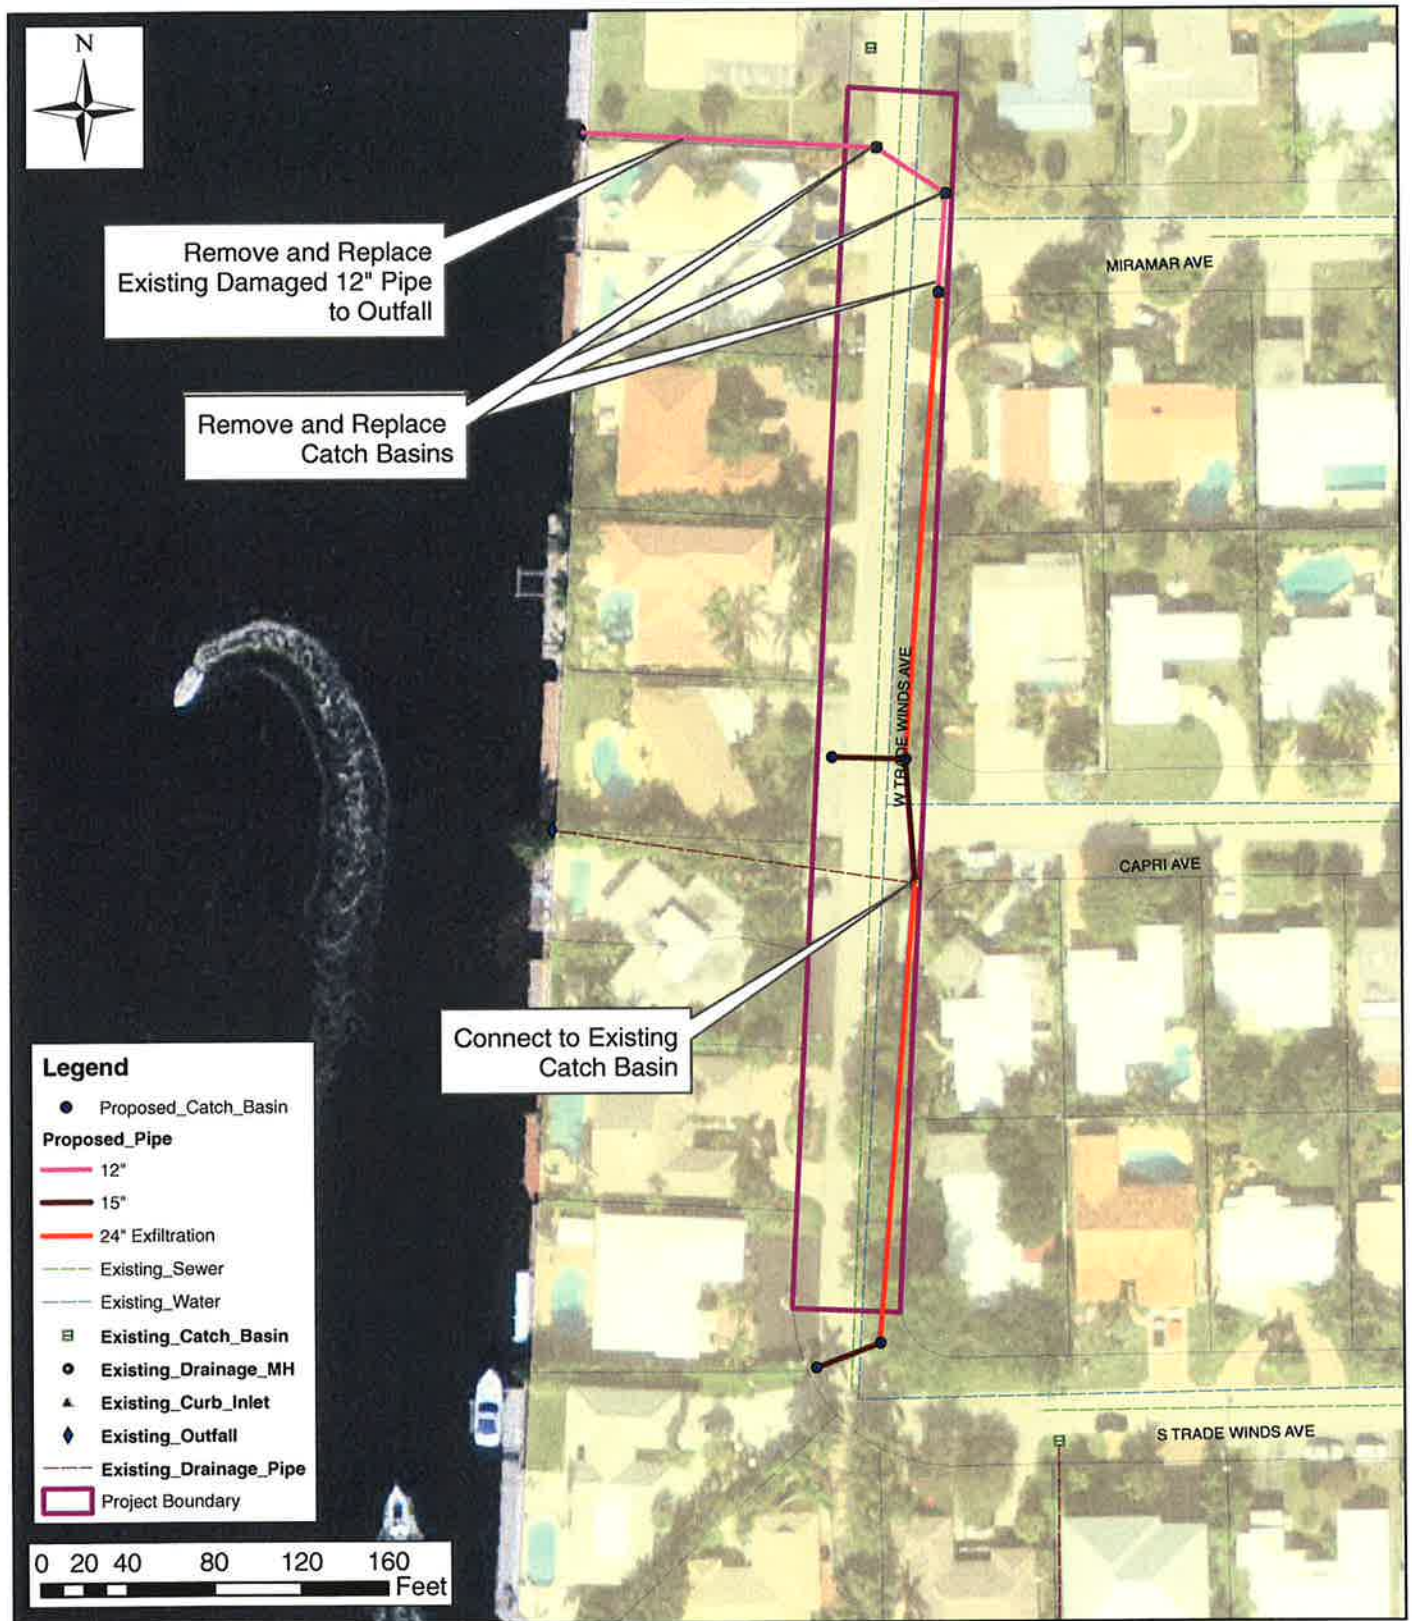 N
Remove and Replace
Existing Damaged 12" Pipe
to Outfall
MIRAMAR AVE
Remove and Replace
Catch Basins
W TRADE WINDS AVE
CAPRI AVE
Connect to Existing
Catch Basin
Legend
Proposed_Catch_Basin
Proposed_Pipe
12"
15"
24" Exfiltration
Existing_Sewer
Existing_Water
Existing_Catch_Basin
Existing_Drainage_MH
Existing_Curb_Inlet
Existing_Outfall
Existing_Drainage_Pipe
Project Boundary
S TRADE WINDS AVE
0 20 40 80 120 160
Feet